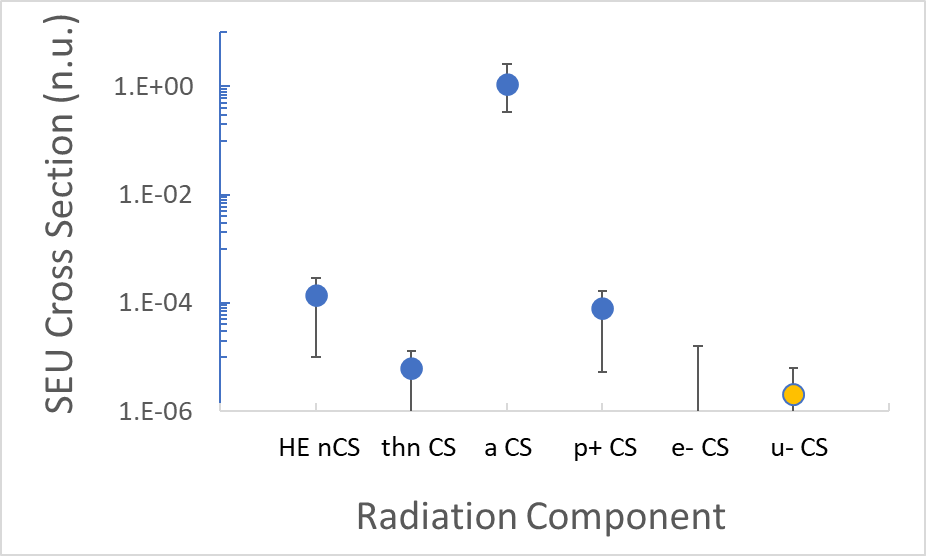 SEU Cross Section (n.u.)
1.E+00
1.E-02
1.E-04
1.E-06
HE nCS thn CS a CS p+ CS e- CS u- CS
Radiation Component